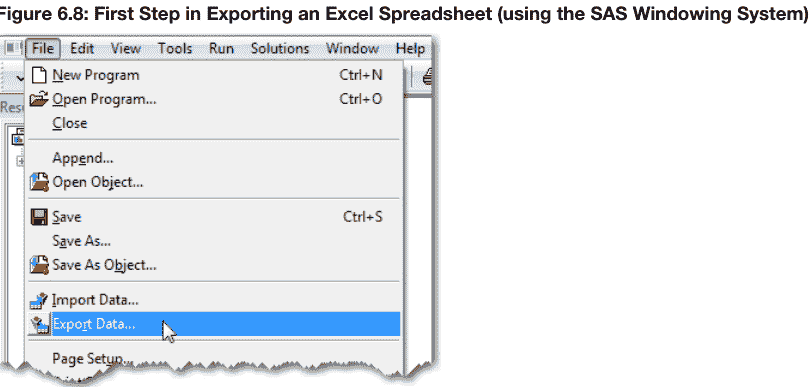 Figure 6.8: First Step in Exporting an Excel Spreadsheet (using the SAS Windowing System)
File Edit View Tools Run Solutions Window Help
New Program Ctrl+N
Open Program... Ctrl+O
Close
Append...
Open Object...
Save Ctrl+S
Save As...
Save As Object...
Import Data...
Export Data...
Page Setup...